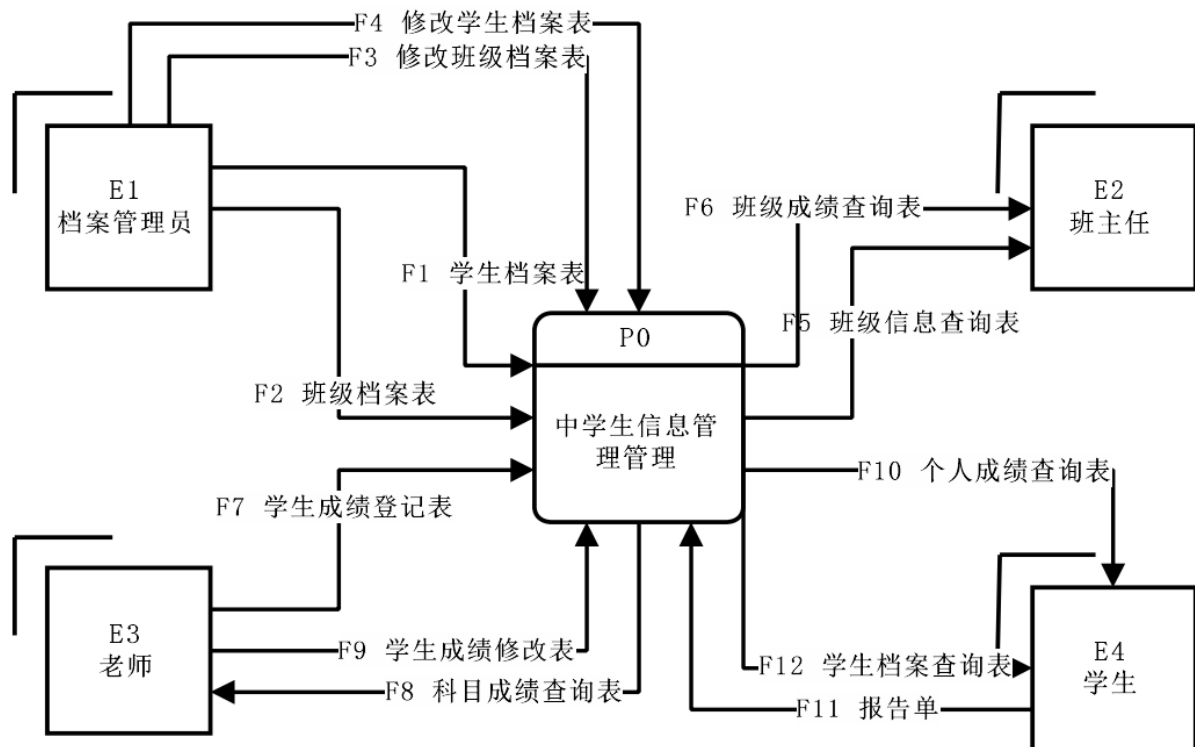 F4 修改学生档案表
F3 修改班级档案表
E1
档案管理员
E2
班主任
F6 班级成绩查询表
F1 学生档案表
F5 班级信息查询表
P0
F2 班级档案表
中学生信息管
理管理
F10 个人成绩查询表
F7 学生成绩登记表
E3
老师
F9 学生成绩修改表
F8 科目成绩查询表
F12 学生档案查询表
E4
学生
F11 报告单